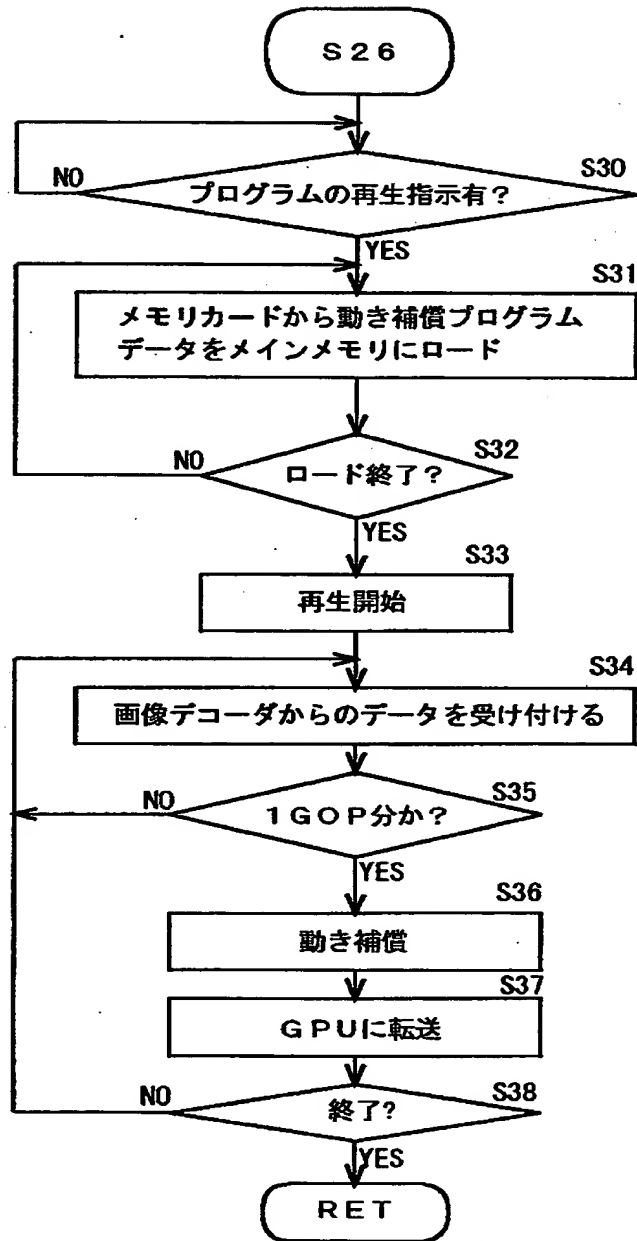 S26
S30
NO
プログラムの再生指示有?
YES
S31
メモリカードから動き補償プログラム
データをメインメモリにロード
S32
NO
ロード終了?
YES
S33
再生開始
S34
画像デコーダからのデータを受け付ける
NO
S35
1GOP分か?
YES
S36
動き補償
S37
GPUに転送
NO
S38
終了?
YES
RET